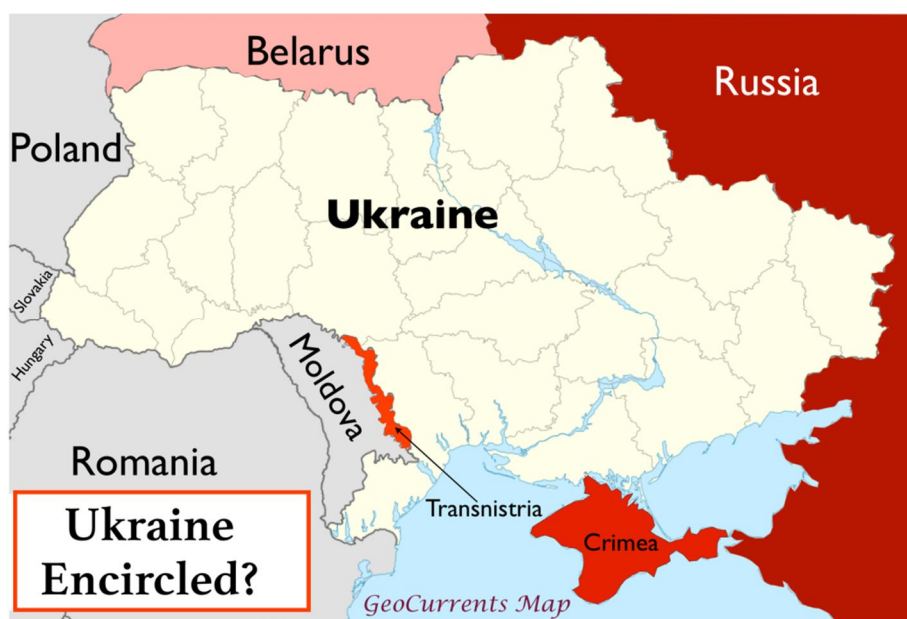 Belarus
Russia
Poland
Ukraine
Slovakia
Hungary
Moldova
Romania
Transnistria
Crimea
Ukraine
Encircled?
GeoCurrents Map